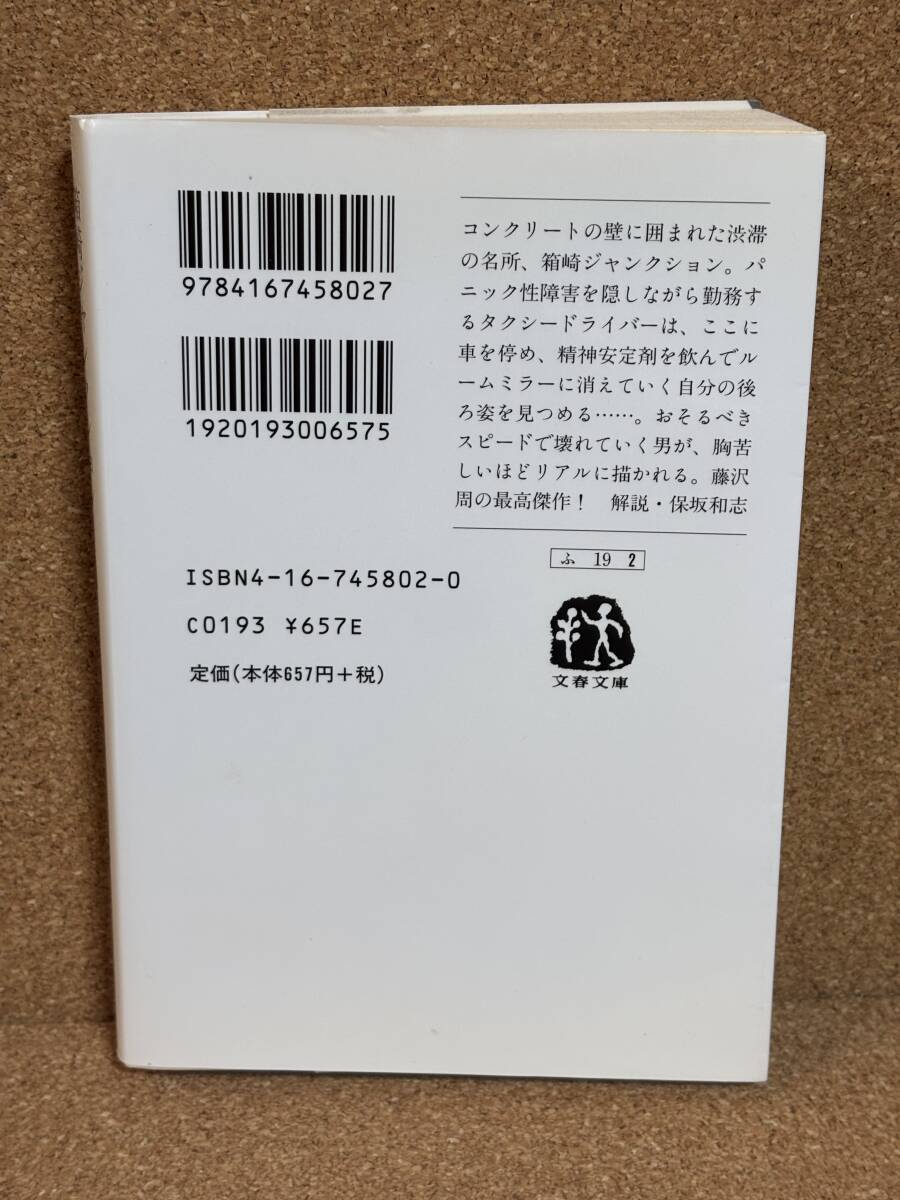 9784167458027
1920193006575
コンクリートの壁に囲まれた渋滞
の名所、箱崎ジャンクション。パ
ニック性障害を隠しながら勤務す
るタクシードライバーは、ここに
車を停め、精神安定剤を飲んでル
ームミラーに消えていく自分の後
ろ姿を見つめる……。おそるべき
スピードで壊れていく男が、胸苦
しいほどリアルに描かれる。藤沢
周の最高傑作！　解説・保坂和志
ISBN4-16-745802-0
C0193 ¥657E
定価(本体657円+税)
ふ 19 2
文春文庫